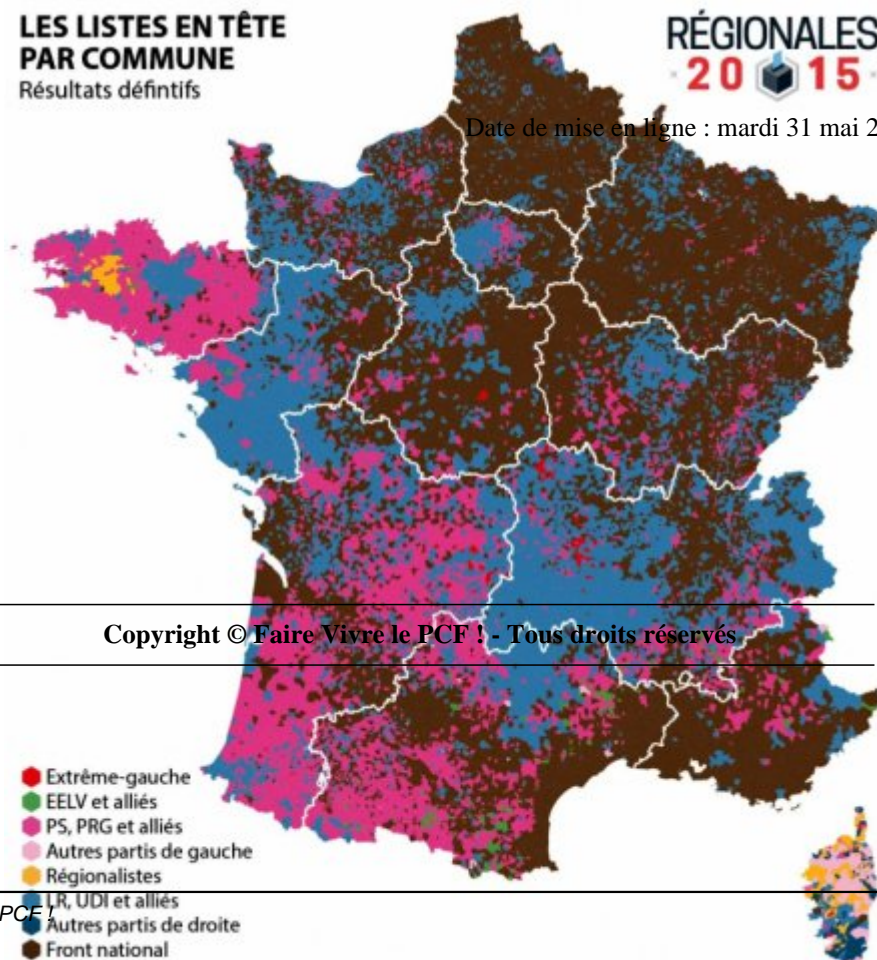 LES LISTES EN TÊTE
PAR COMMUNE
Résultats défintifs
RÉGIONALES
2015
Date de mise en ligne : mardi 31 mai 2
Copyright © Faire Vivre le PCF ! - Tous droits réservés
Extrême-gauche
EELV et alliés
PS, PRG et alliés
Autres partis de gauche
Régionalistes
LR, UDI et alliés
PCF !
Autres partis de droite
Front national